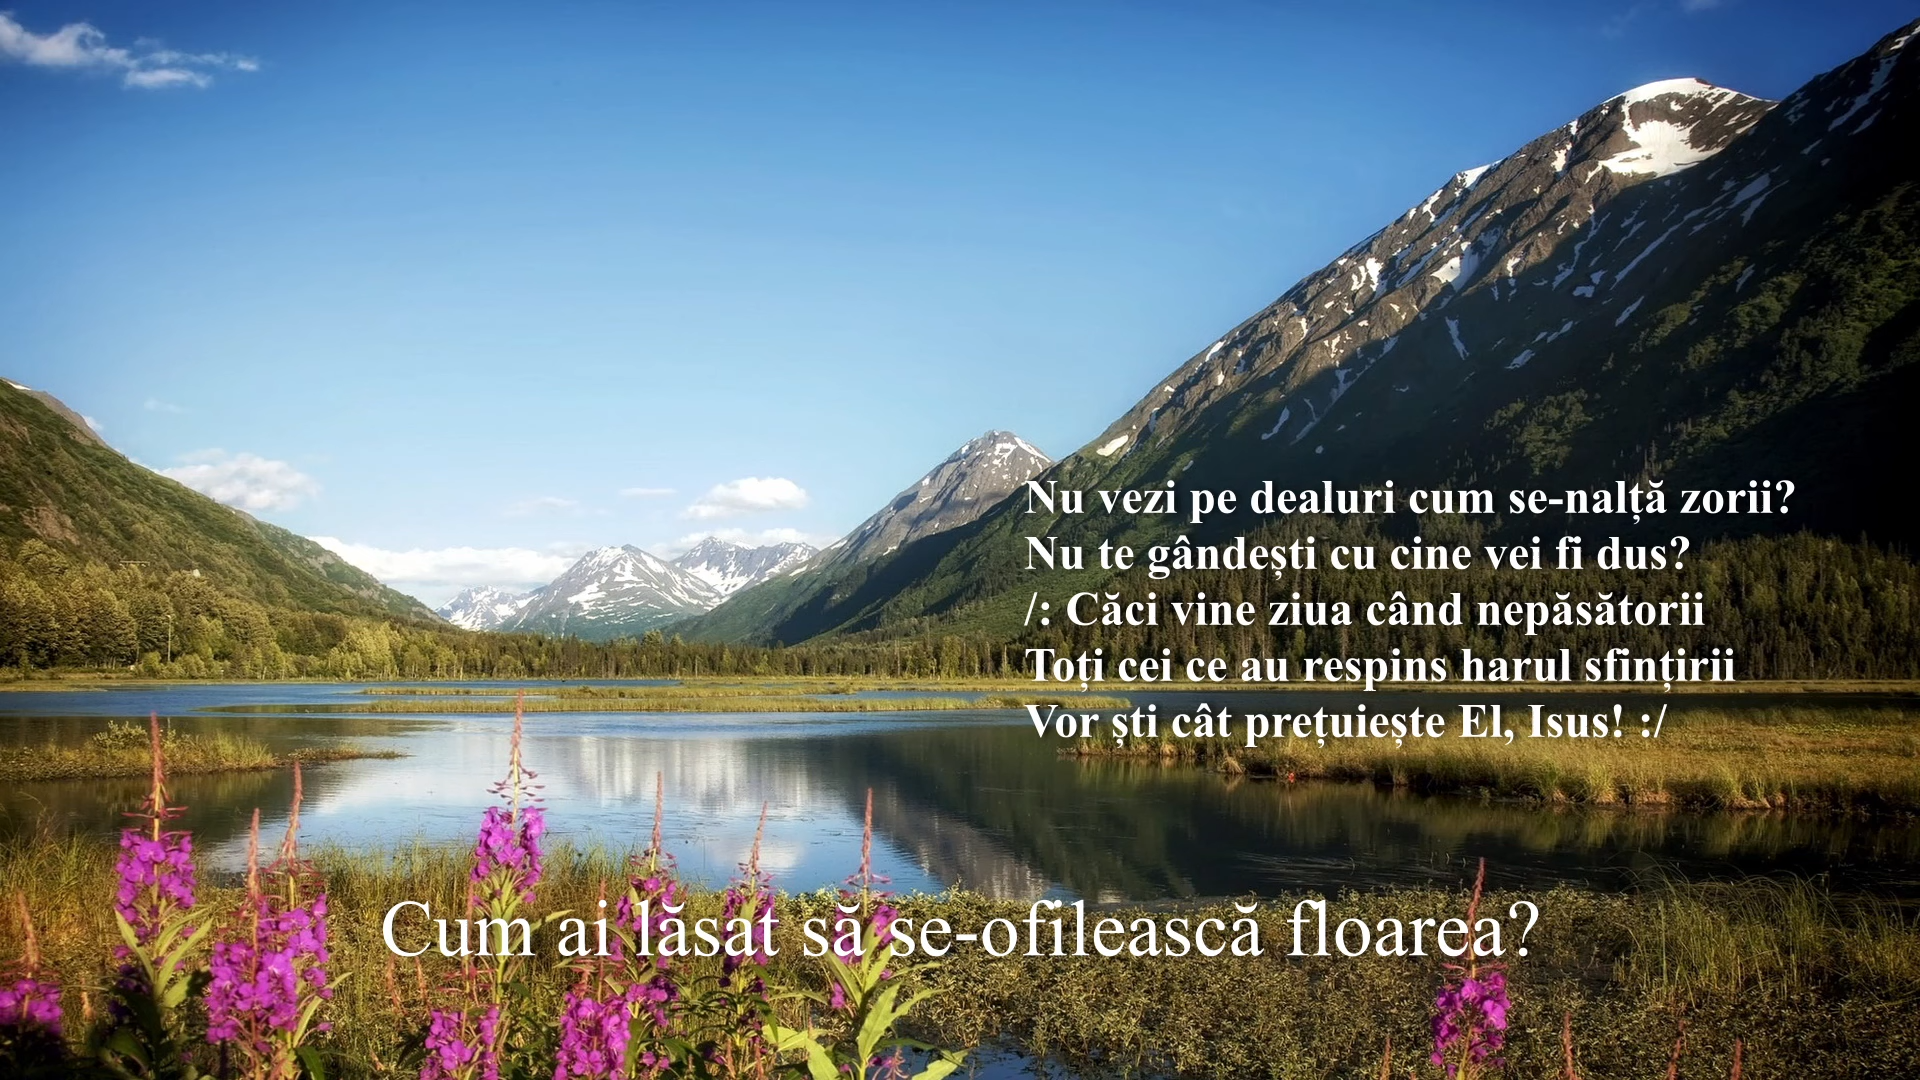 Nu vezi pe dealuri cum se-nalță zorii?
Nu te gândești cu cine vei fi dus?
/: Căci vine ziua când nepăsătorii
Toți cei ce au respins harul sfințirii
Vor ști cât prețuiește El, Isus! :/
Cum ai lăsat să se-ofilească floarea?